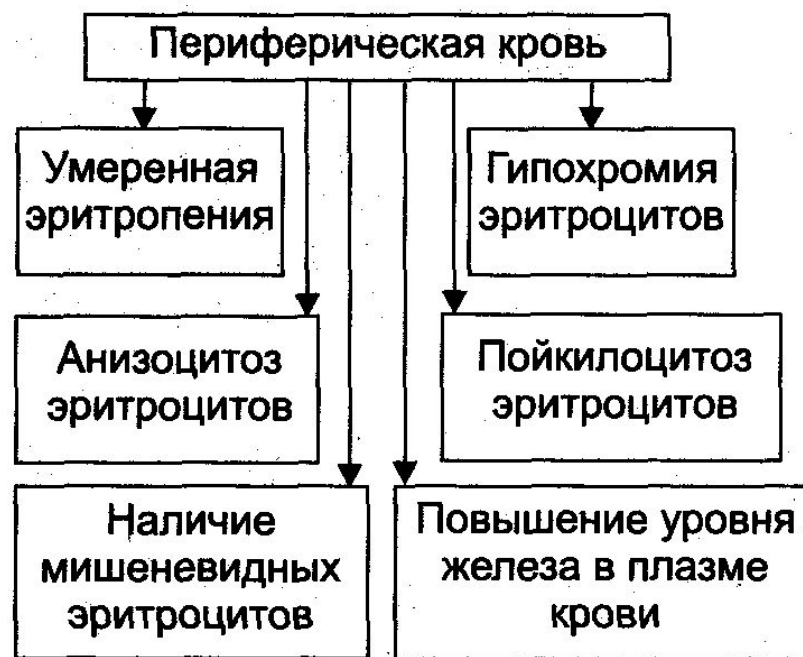 Периферическая кровь
Умеренная
эритропения
Гипохромия
эритроцитов
Анизоцитоз
эритроцитов
Пойкилоцитоз
эритроцитов
Наличие
мишеневидных
эритроцитов
Повышение уровня
железа в плазме
крови